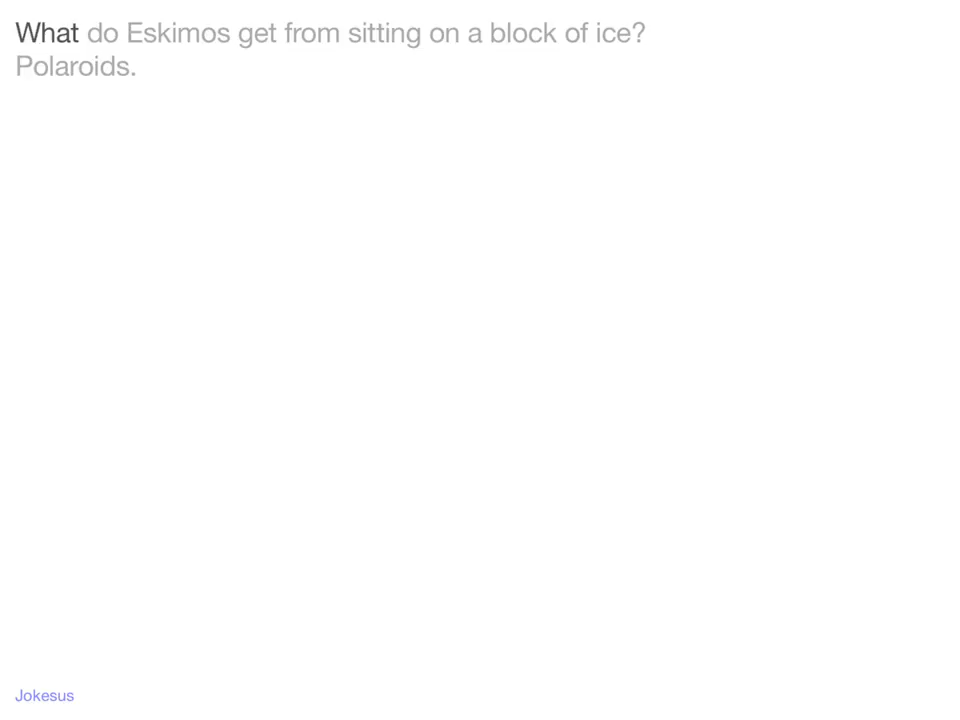 What do Eskimos get from sitting on a block of ice?
Polaroids.
Jokesus